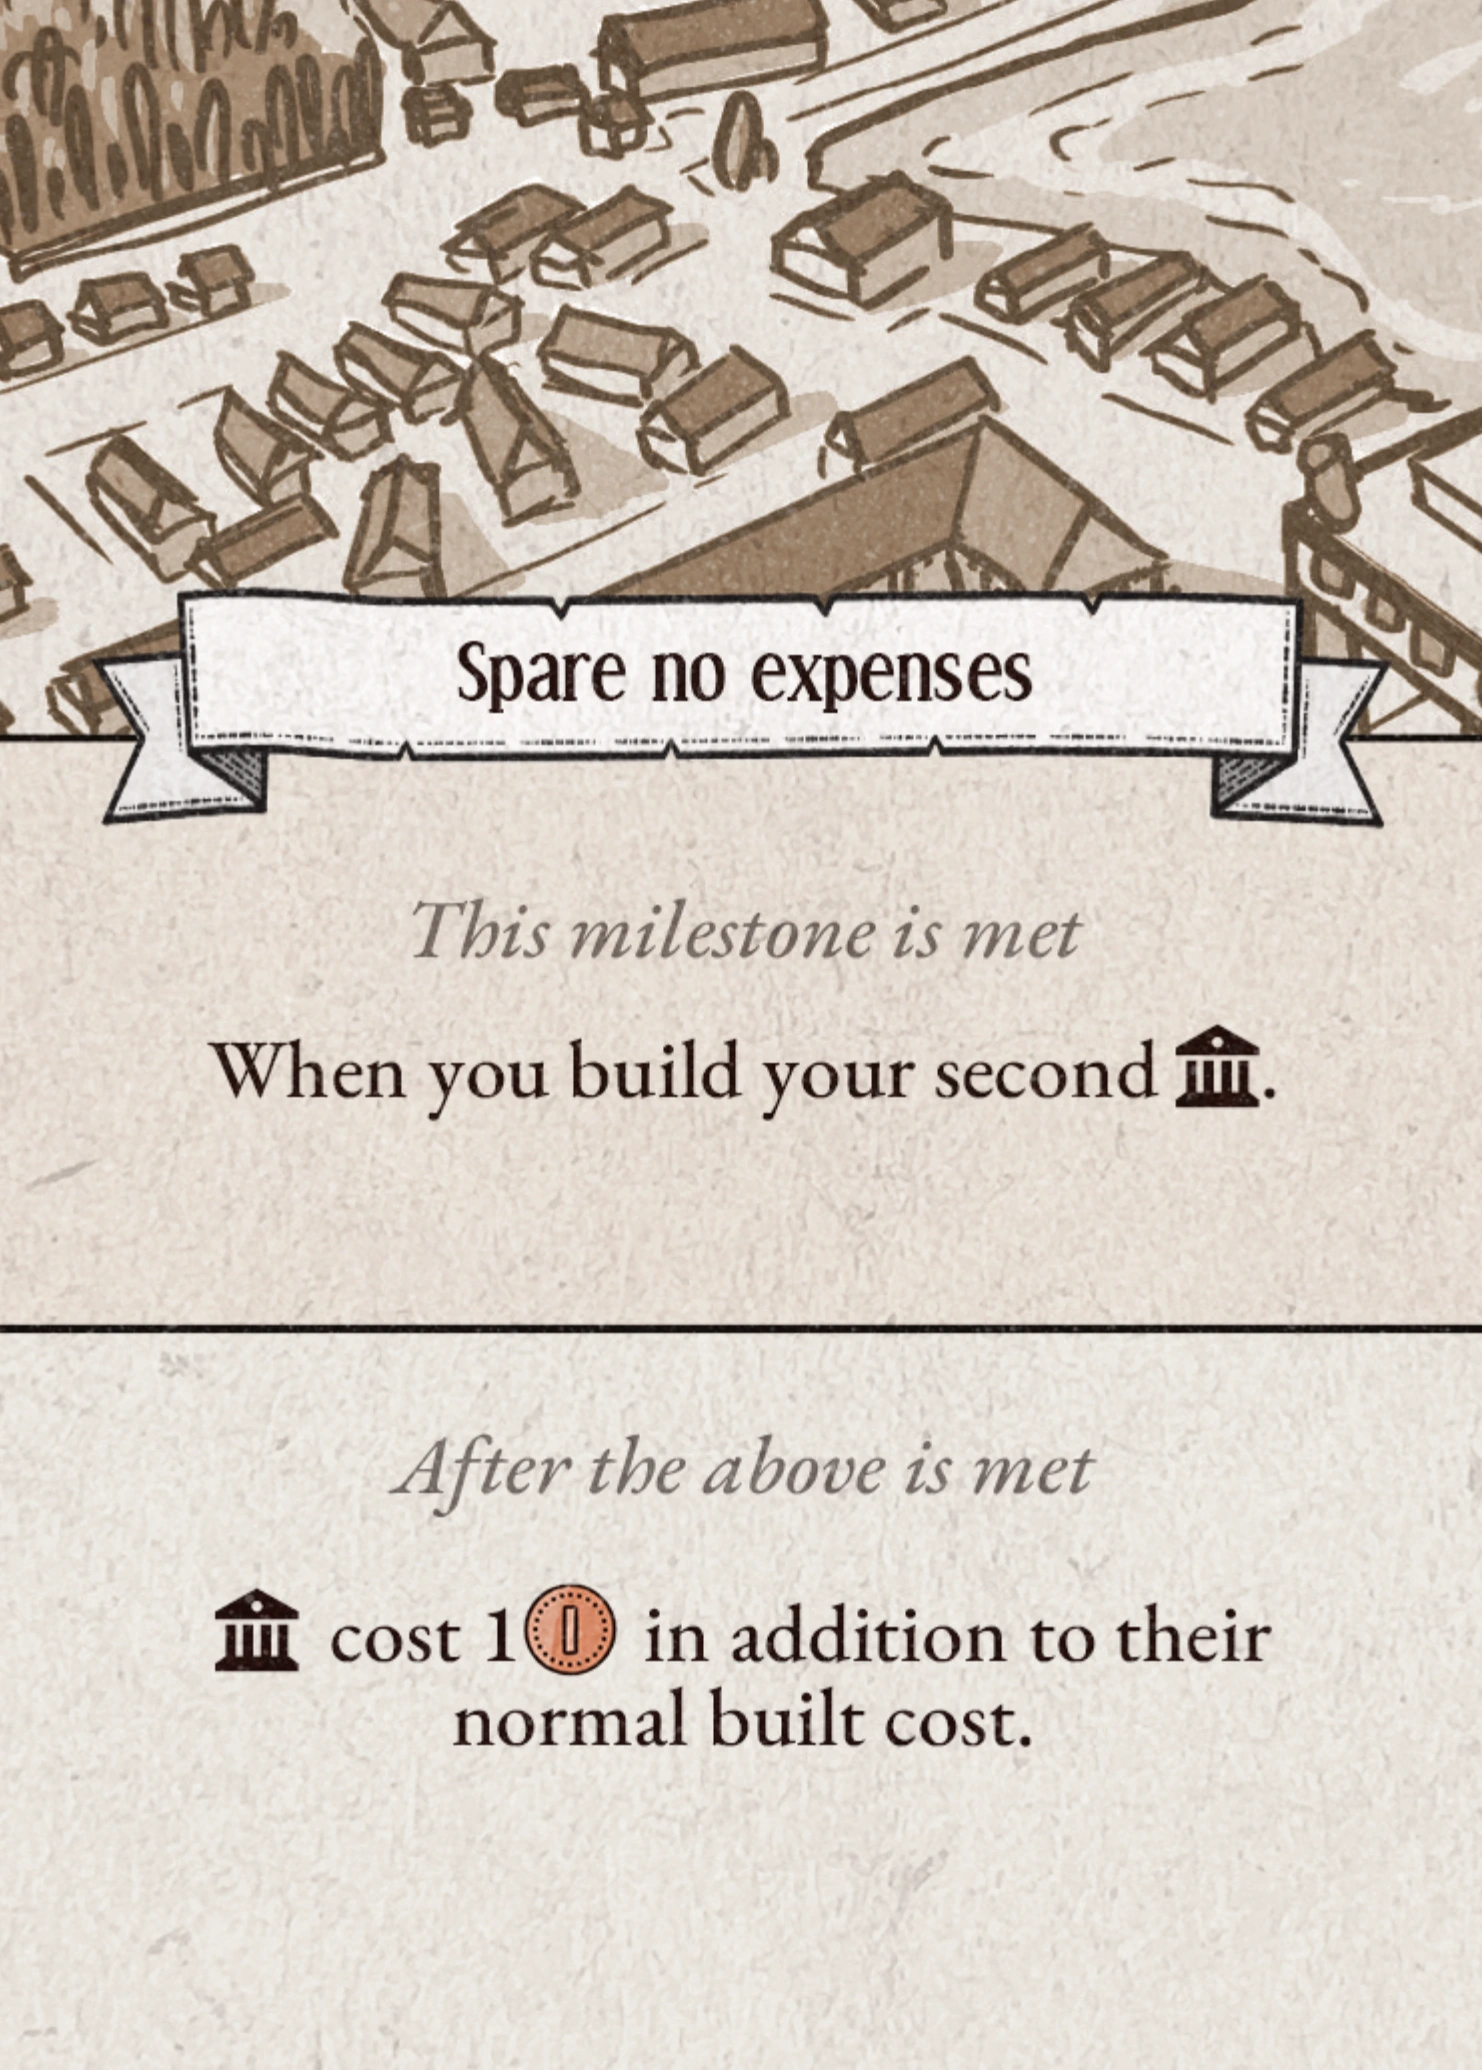 Spare no expenses
This milestone is met
When you build your second .
After the above is met
cost 1 in addition to their
normal built cost.